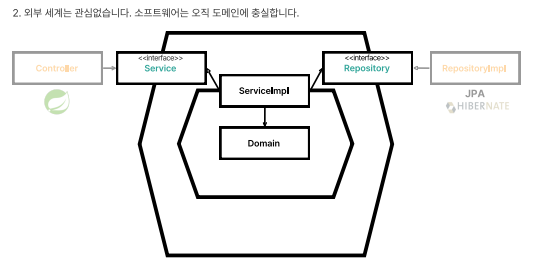 2. 외부 세계는 관심없습니다. 소프트웨어는 오직 도메인에 충실합니다.
Controller
<<interface>>
Service
ServiceImpl
<<interface>>
Repository
RepositoryImpl
JPA
HIBERNATE
Domain